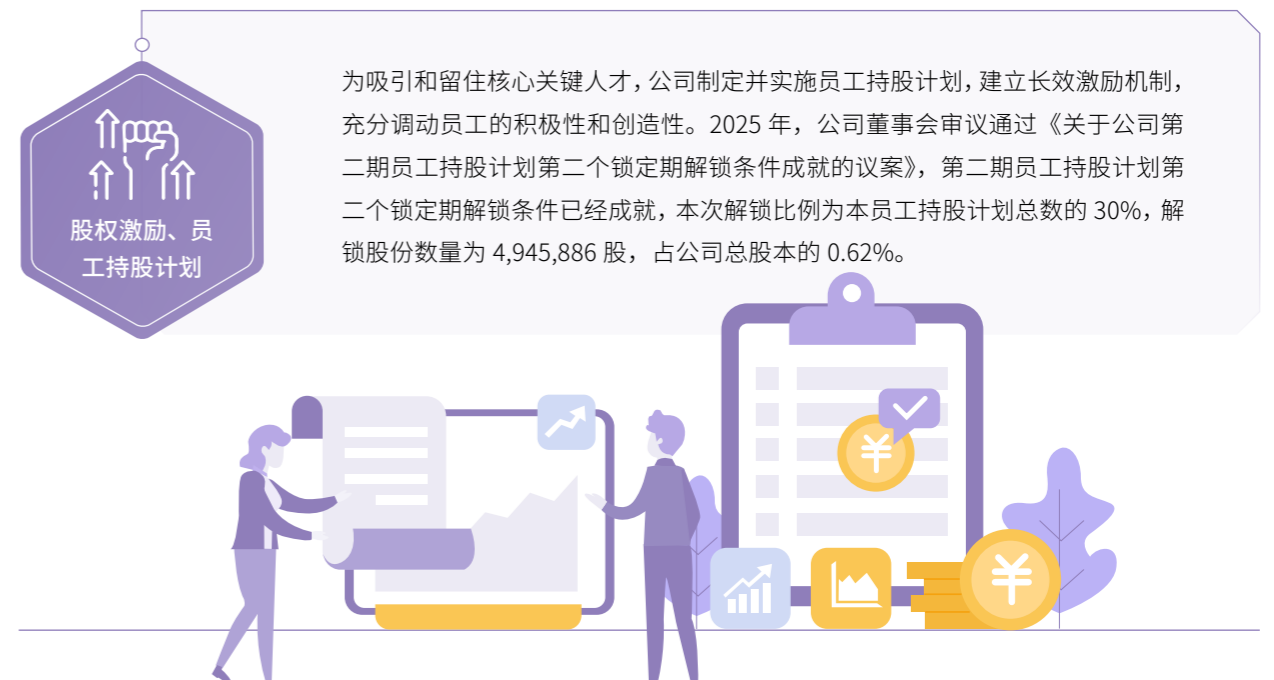 为吸引和留住核心关键人才，公司制定并实施员工持股计划，建立长效激励机制，
充分调动员工的积极性和创造性。2025 年，公司董事会审议通过《关于公司第
二期员工持股计划第二个锁定期解锁条件成就的议案》，第二期员工持股计划第
二个锁定期解锁条件已经成就，本次解锁比例为本员工持股计划总数的 30%，解
锁股份数量为 4,945,886 股，占公司总股本的 0.62%。
股权激励、员
工持股计划
¥
¥